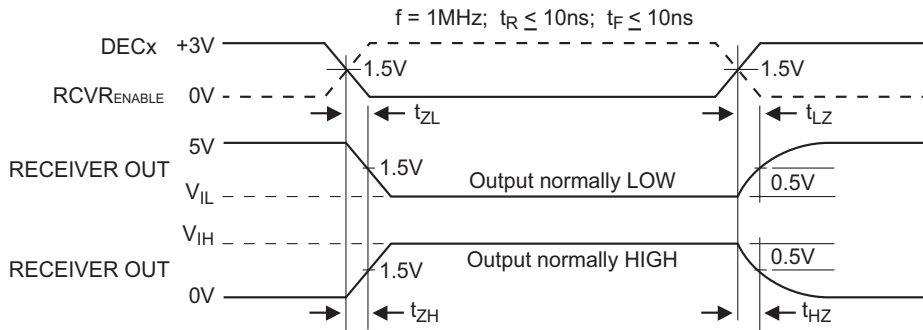 f = 1MHz; tR ≤ 10ns; tF ≤ 10ns
DECx +3V
1.5V 1.5V
RCVRENABLE 0V
tZL tLZ
5V
RECEIVER OUT 1.5V
Output normally LOW 0.5V
VIL
VIH
Output normally HIGH 0.5V
RECEIVER OUT 1.5V
0V
tZH tHZ